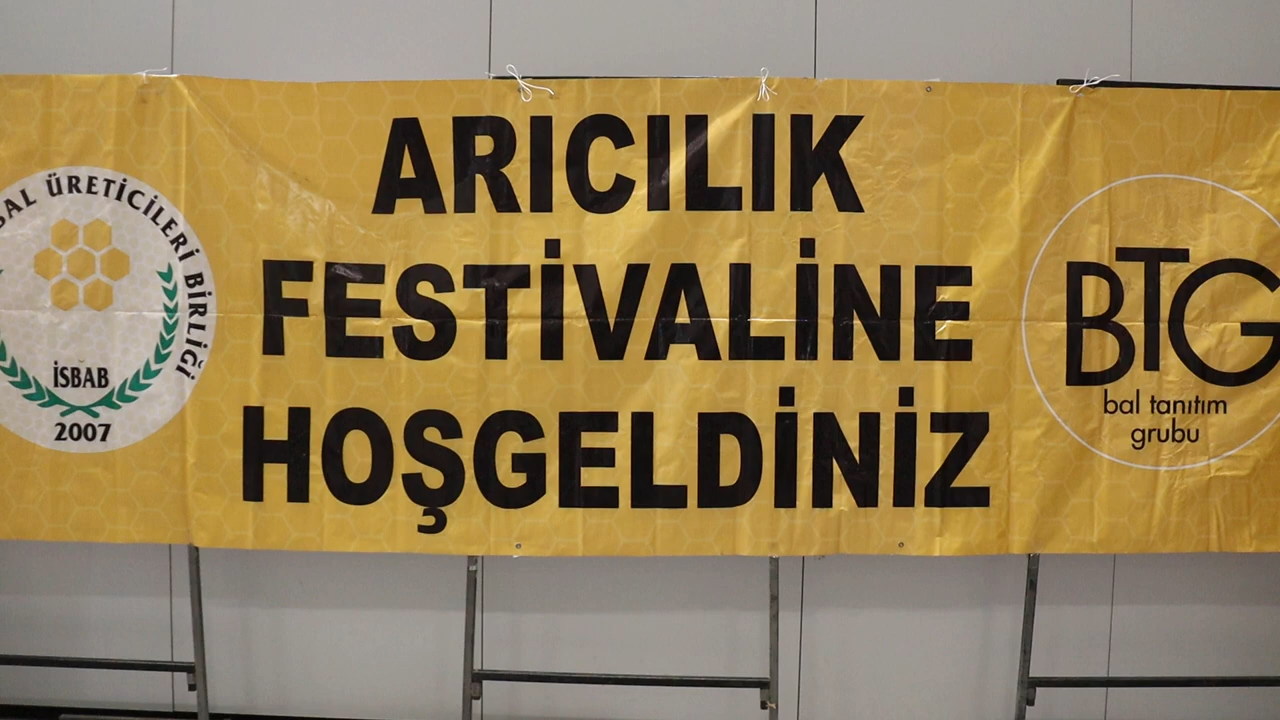 BAL ÜRETİCİLERİ BİRLİĞİ
İSBAB
2007
ARICILIK
FESTİVALİNE
HOŞGELDİNİZ
BTG
bal tanıtım
grubu